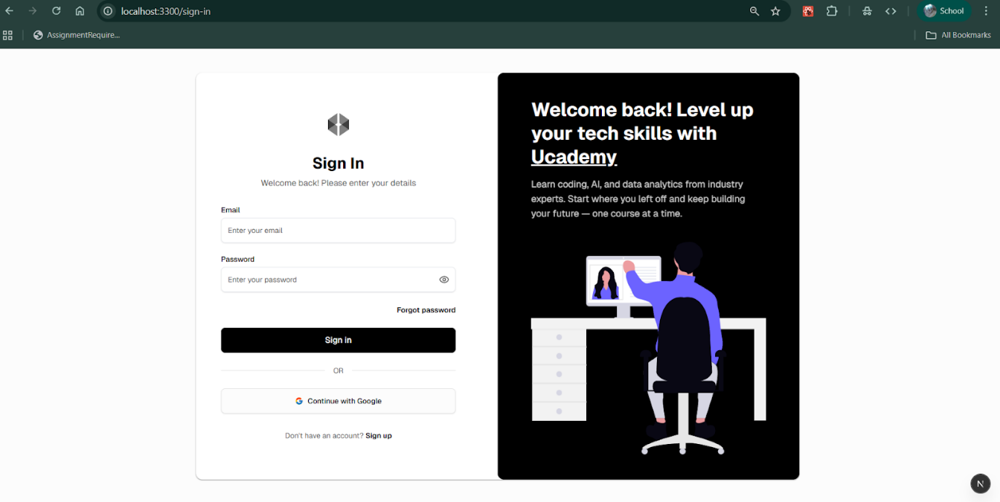 localhost:3300/sign-in
School
AssignmentRequire...
All Bookmarks
Sign In
Welcome back! Please enter your details
Email
Enter your email
Password
Enter your password
Forgot password
Sign in
OR
Continue with Google
Don't have an account? Sign up
Welcome back! Level up
your tech skills with
Ucademy
Learn coding, AI, and data analytics from industry
experts. Start where you left off and keep building
your future — one course at a time.
N